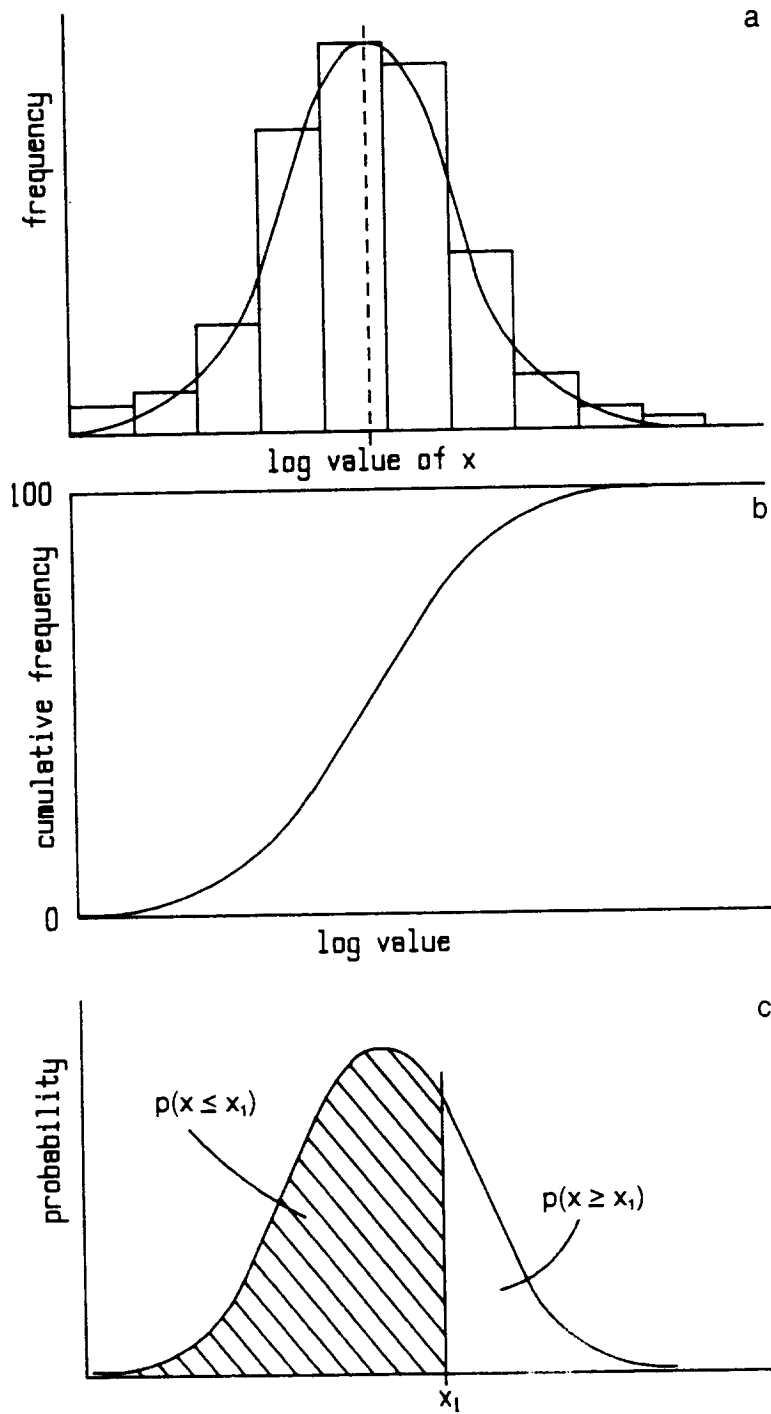 a
frequency
log value of x
100
b
cumulative frequency
0
log value
c
probability
p(x ≤ x₁)
p(x ≥ x₁)
x₁